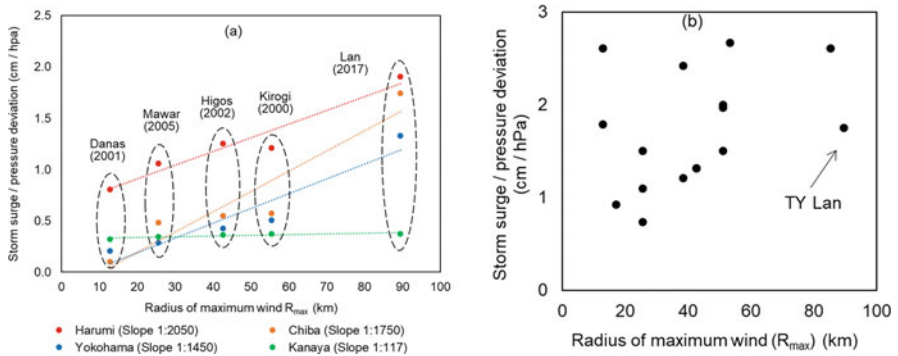 (a)
Storm surge / pressure deviation (cm / hpa)
2.5
2.0
1.5
1.0
0.5
0.0
Danas
(2001)
Mawar
(2005)
Higos
(2002)
Kirogi
(2000)
Lan
(2017)
0 10 20 30 40 50 60 70 80 90 100
Radius of maximum wind Rmax (km)
Harumi (Slope 1:2050)
Chiba (Slope 1:1750)
Yokohama (Slope 1:1450)
Kanaya (Slope 1:117)
(b)
Storm surge / pressure deviation
(cm / hPa)
3
2
1
0
TY Lan
0 20 40 60 80 100
Radius of maximum wind (Rmax) (km)